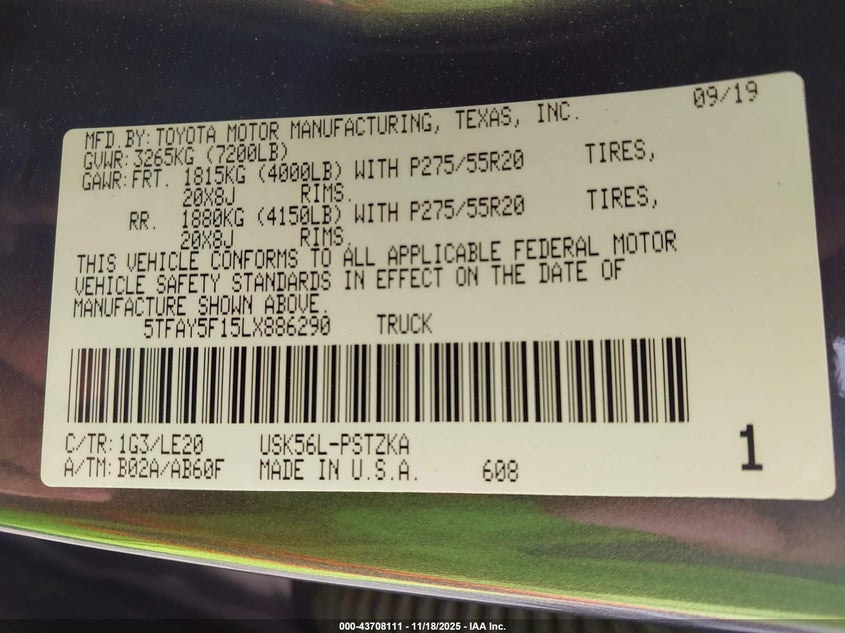 09/19
MFD.BY:TOYOTA MOTOR MANUFACTURING, TEXAS, INC.
GVWR:3265KG (7200LB)
GAWR:FRT. 1815KG (4000LB) WITH P275/55R20 TIRES,
20X8J RIMS.
RR. 1880KG (4150LB) WITH P275/55R20 TIRES,
20X8J RIMS.
THIS VEHICLE CONFORMS TO ALL APPLICABLE FEDERAL MOTOR
VEHICLE SAFETY STANDARDS IN EFFECT ON THE DATE OF
MANUFACTURE SHOWN ABOVE.
5TFAY5F15LX886290 TRUCK
C/TR:1G3/LE20 USK56L-PSTZKA
A/TM:B02A/AB60F MADE IN U.S.A. 608
1
000-43708111 - 11/18/2025 - IAA Inc.